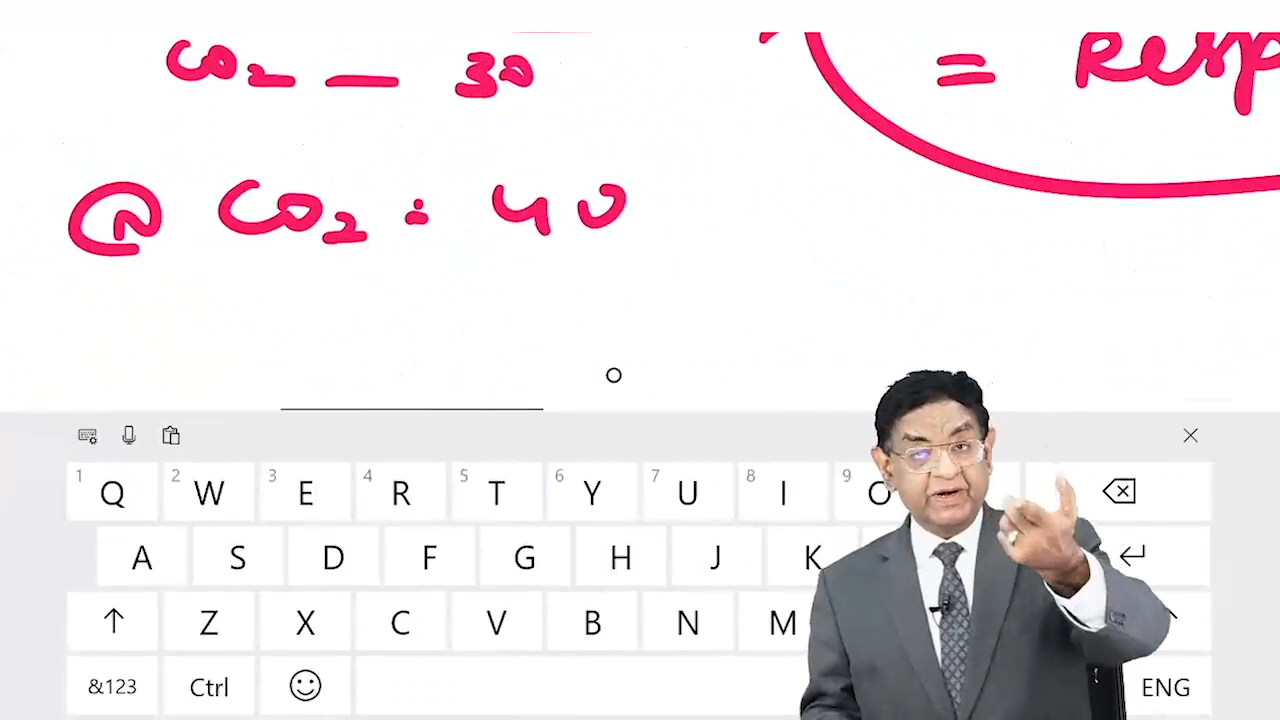 CO2 — 30
= Resp
@ CO2 : 40
1 Q 2 W 3 E 4 R 5 T 6 Y 7 U 8 I 9 O
A S D F G H J K
Z X C V B N M
&123 Ctrl ENG